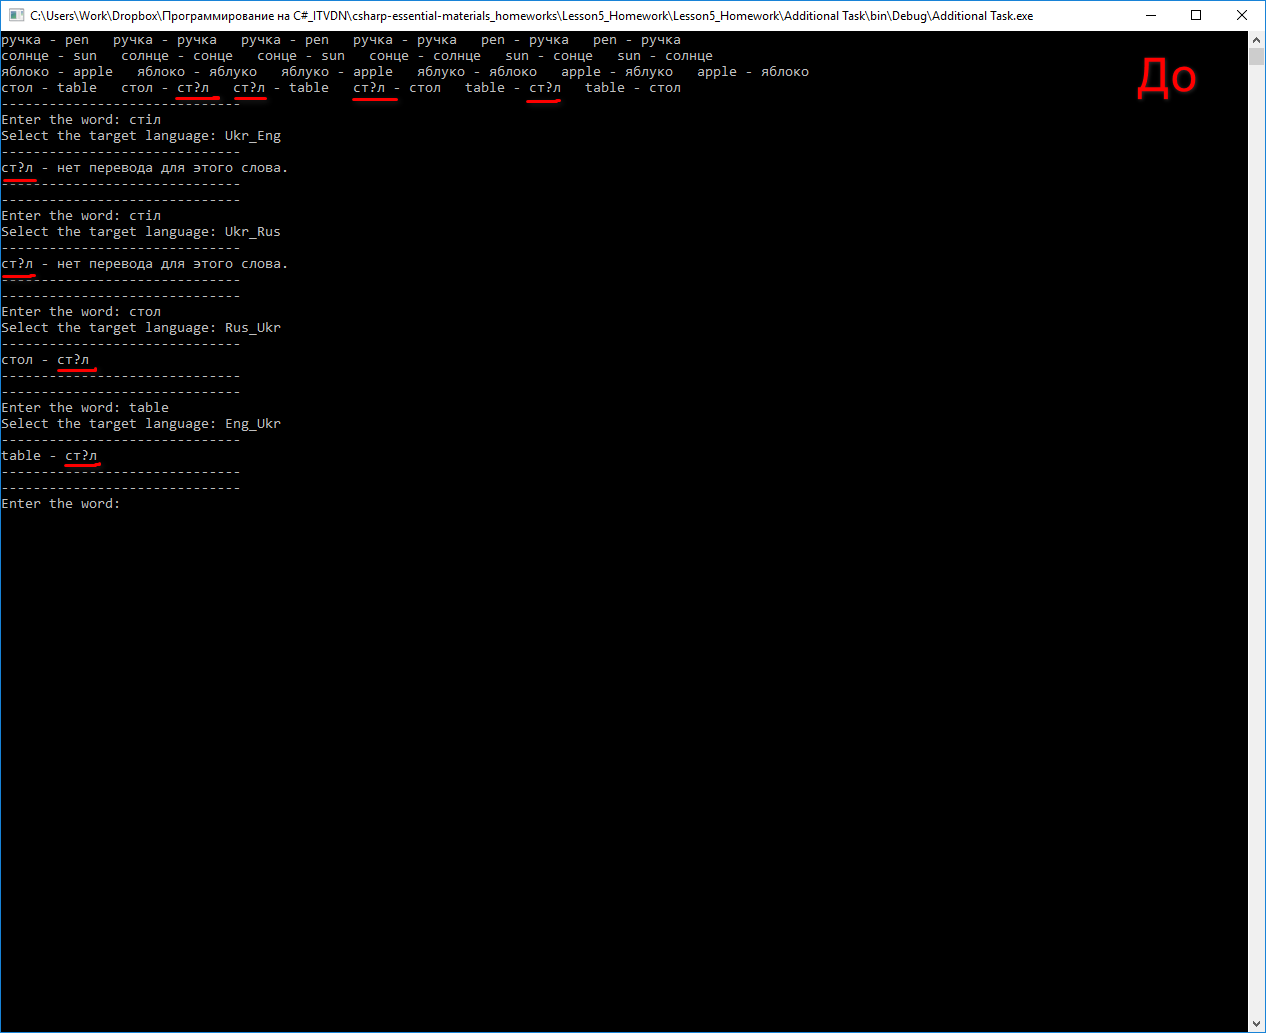 C:\Users\Work\Dropbox\Программирование на C#_ITVDN\csharp-essential-materials_homeworks\Lesson5_Homework\Lesson5_Homework\Additional Task\bin\Debug\Additional Task.exe
ручка - pen   ручка - ручка   ручка - pen   ручка - ручка   pen - ручка   pen - ручка
солнце - sun   солнце - сонце   сонце - sun   сонце - солнце   sun - сонце   sun - солнце
яблоко - apple   яблоко - яблуко   яблуко - apple   яблуко - яблоко   apple - яблуко   apple - яблоко
стол - table   стол - ст?л   ст?л - table   ст?л - стол   table - ст?л   table - стол
До
------------------------------
Enter the word: стіл
Select the target language: Ukr_Eng
------------------------------
ст?л - нет перевода для этого слова.
------------------------------
------------------------------
Enter the word: стіл
Select the target language: Ukr_Rus
------------------------------
ст?л - нет перевода для этого слова.
------------------------------
------------------------------
Enter the word: стол
Select the target language: Rus_Ukr
------------------------------
стол - ст?л
------------------------------
------------------------------
Enter the word: table
Select the target language: Eng_Ukr
------------------------------
table - ст?л
------------------------------
------------------------------
Enter the word: